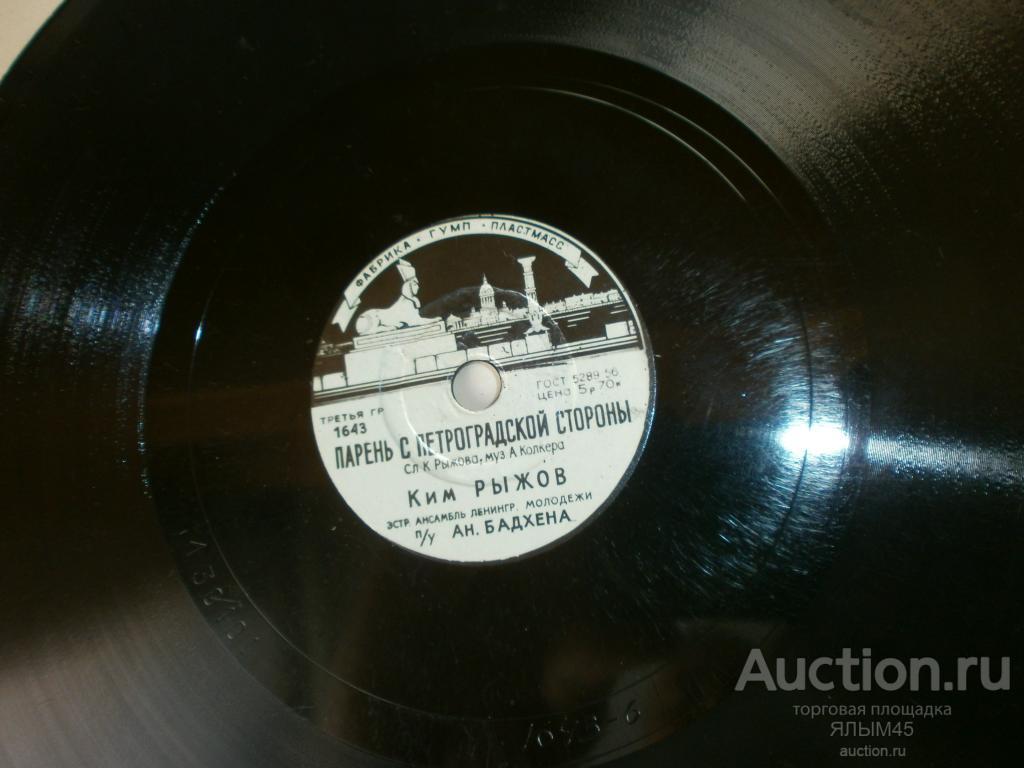 ФАБРИКА · ГУМП · ПЛАСТМАСС
ГОСТ 5289 56
ЦЕНА 5р 70к
ТРЕТЬЯ ГР
1643
ПАРЕНЬ С ПЕТРОГРАДСКОЙ СТОРОНЫ
Сл К Рыжова, муз А Колкера
Ким РЫЖОВ
ЭСТР. АНСАМБЛЬ ЛЕНИНГР. МОЛОДЕЖИ
п/у АН. БАДХЕНА
Auction.ru
торговая площадка
ЯЛЫМ45
auction.ru